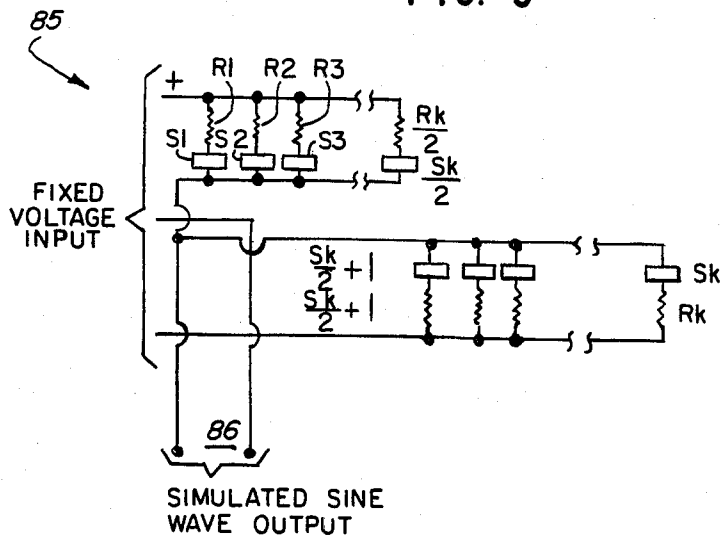 85
+
R1
R2
R3
Rk
2
S1
S2
S3
Sk
2
FIXED
VOLTAGE
INPUT
Sk
2
+1
Sk
2
+1
Sk
Rk
86
SIMULATED SINE
WAVE OUTPUT